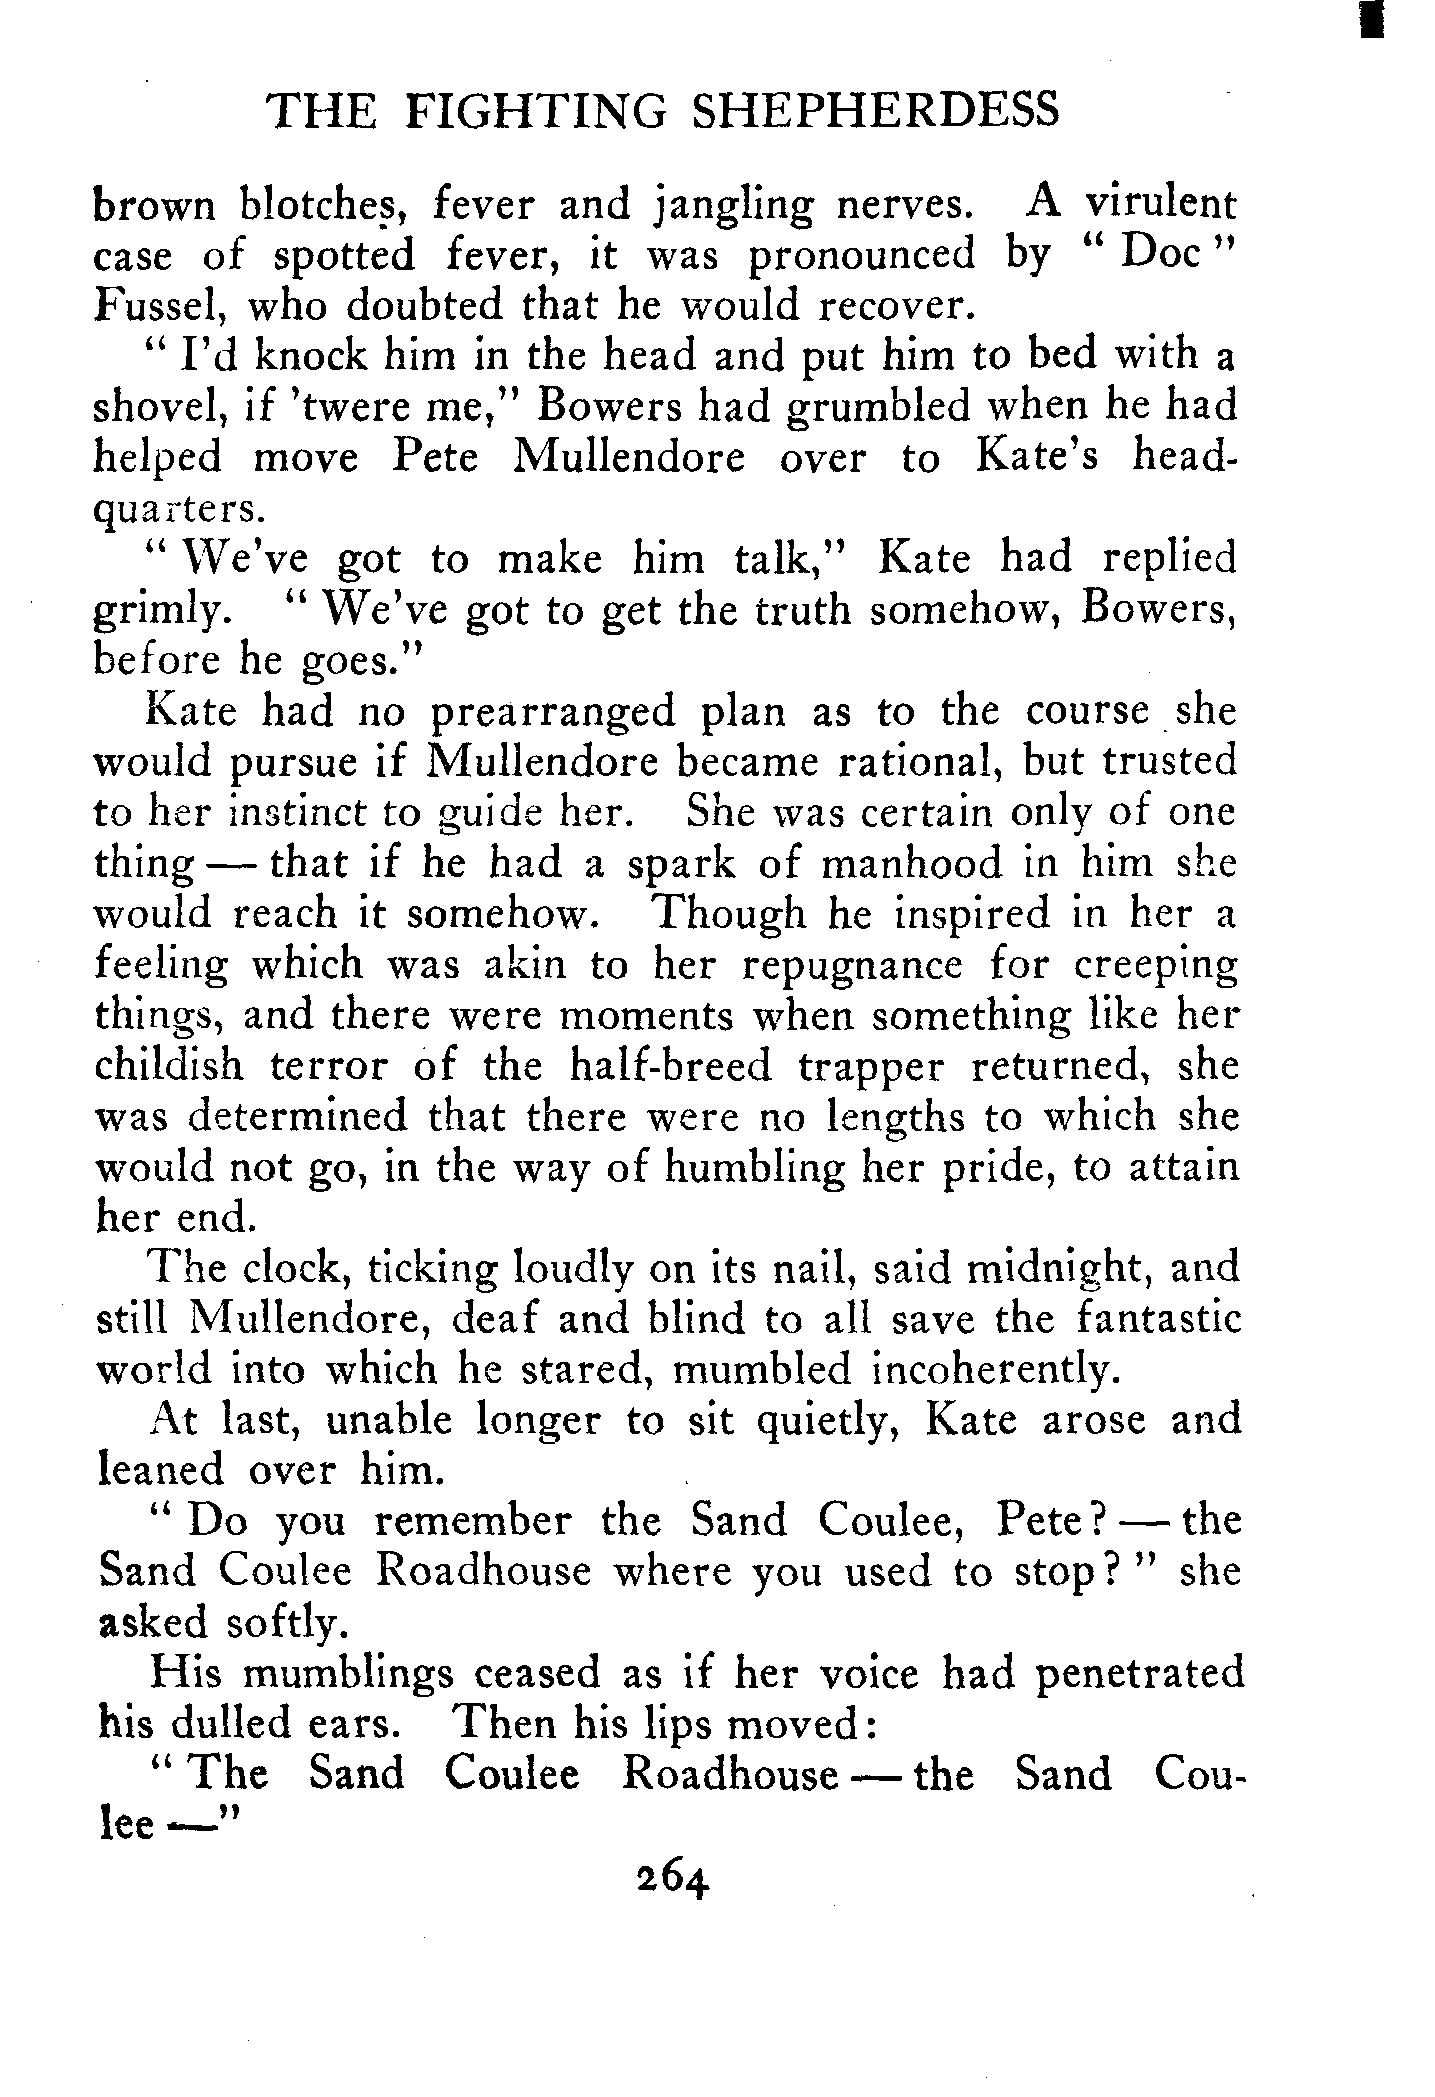 THE FIGHTING SHEPHERDESS
brown blotches, fever and jangling nerves. A virulent
case of spotted fever, it was pronounced by " Doc "
Fussel, who doubted that he would recover.
" I'd knock him in the head and put him to bed with a
shovel, if 'twere me," Bowers had grumbled when he had
helped move Pete Mullendore over to Kate's head-
quarters.
" We've got to make him talk," Kate had replied
grimly. " We've got to get the truth somehow, Bowers,
before he goes."
Kate had no prearranged plan as to the course she
would pursue if Mullendore became rational, but trusted
to her instinct to guide her. She was certain only of one
thing — that if he had a spark of manhood in him she
would reach it somehow. Though he inspired in her a
feeling which was akin to her repugnance for creeping
things, and there were moments when something like her
childish terror of the half-breed trapper returned, she
was determined that there were no lengths to which she
would not go, in the way of humbling her pride, to attain
her end.
The clock, ticking loudly on its nail, said midnight, and
still Mullendore, deaf and blind to all save the fantastic
world into which he stared, mumbled incoherently.
At last, unable longer to sit quietly, Kate arose and
leaned over him.
" Do you remember the Sand Coulee, Pete? — the
Sand Coulee Roadhouse where you used to stop? " she
asked softly.
His mumblings ceased as if her voice had penetrated
his dulled ears. Then his lips moved:
" The Sand Coulee Roadhouse — the Sand Cou-
lee —"
264